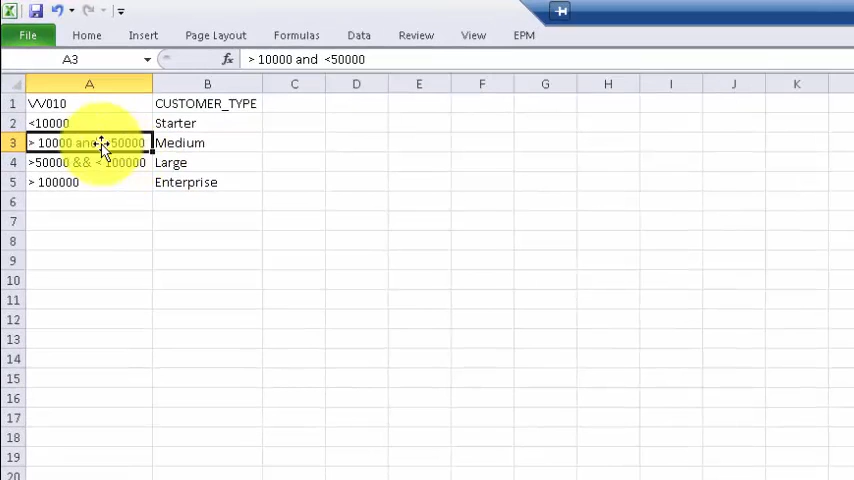 File Home Insert Page Layout Formulas Data Review View EPM
A3 fx > 10000 and <50000
A B C D E F G H I J K
1 VV010 CUSTOMER_TYPE
2 <10000 Starter
3 > 10000 and <50000 Medium
4 >50000 && < 100000 Large
5 > 100000 Enterprise
6
7
8
9
10
11
12
13
14
15
16
17
18
19
20